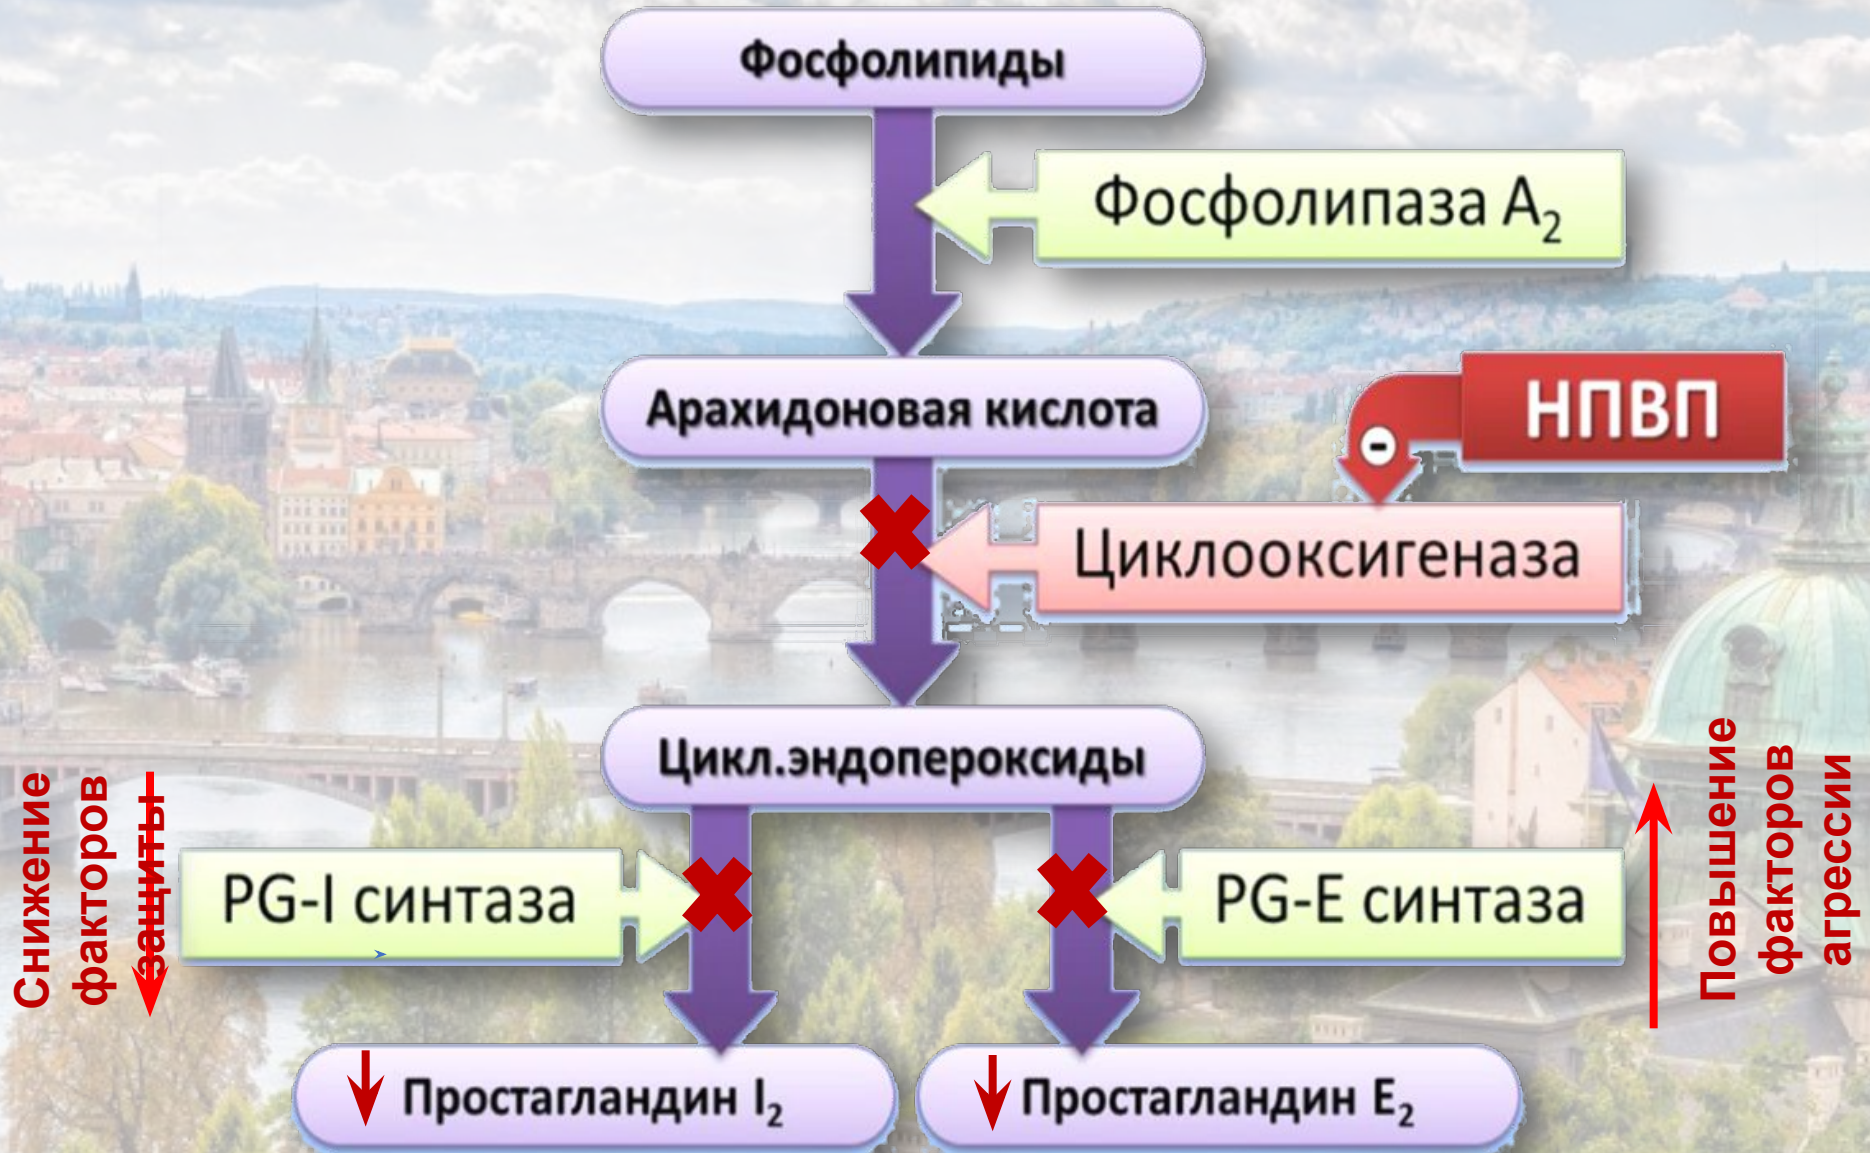 Фосфолипиды
Фосфолипаза A₂
Арахидоновая кислота
НПВП
-
Циклооксигеназа
Цикл.эндопероксиды
Снижение
факторов
защиты
PG-I синтаза
PG-E синтаза
Повышение
факторов
агрессии
Простагландин I₂
Простагландин E₂